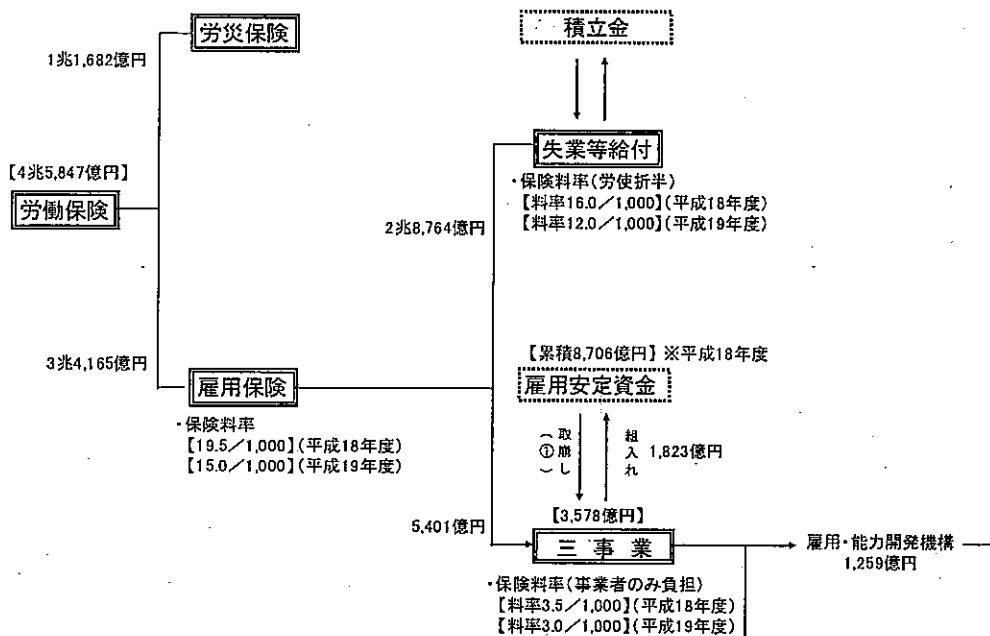 労災保険
1兆1,682億円
【4兆5,847億円】
労働保険
3兆4,165億円
雇用保険
・保険料率
【19.5／1,000】(平成18年度)
【15.0／1,000】(平成19年度)
積立金
失業等給付
・保険料率(労使折半)
【料率16.0／1,000】(平成18年度)
【料率12.0／1,000】(平成19年度)
2兆8,764億円
【累積8,706億円】※平成18年度
雇用安定資金
(取崩し)
①
組入れ
1,823億円
【3,578億円】
5,401億円
三事業
・保険料率(事業者のみ負担)
【料率3.5／1,000】(平成18年度)
【料率3.0／1,000】(平成19年度)
雇用・能力開発機構
1,259億円